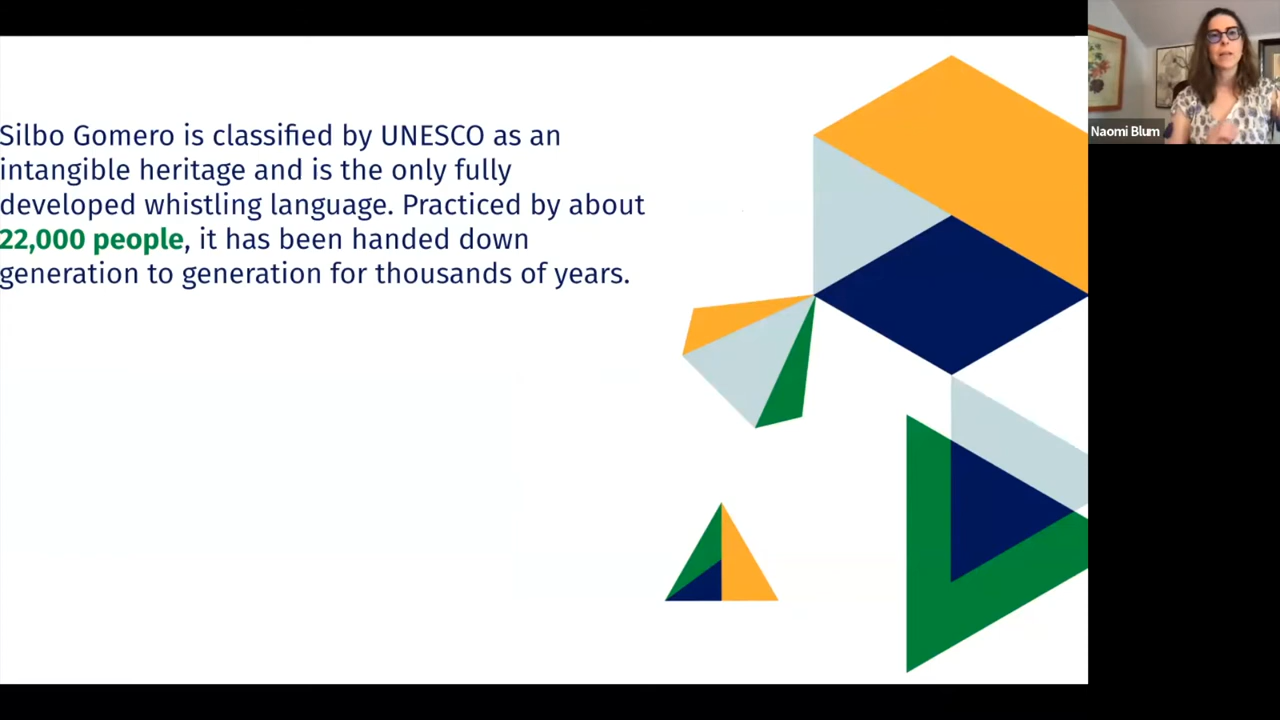 Silbo Gomero is classified by UNESCO as an
intangible heritage and is the only fully
developed whistling language. Practiced by about
22,000 people, it has been handed down
generation to generation for thousands of years.
Naomi Blum